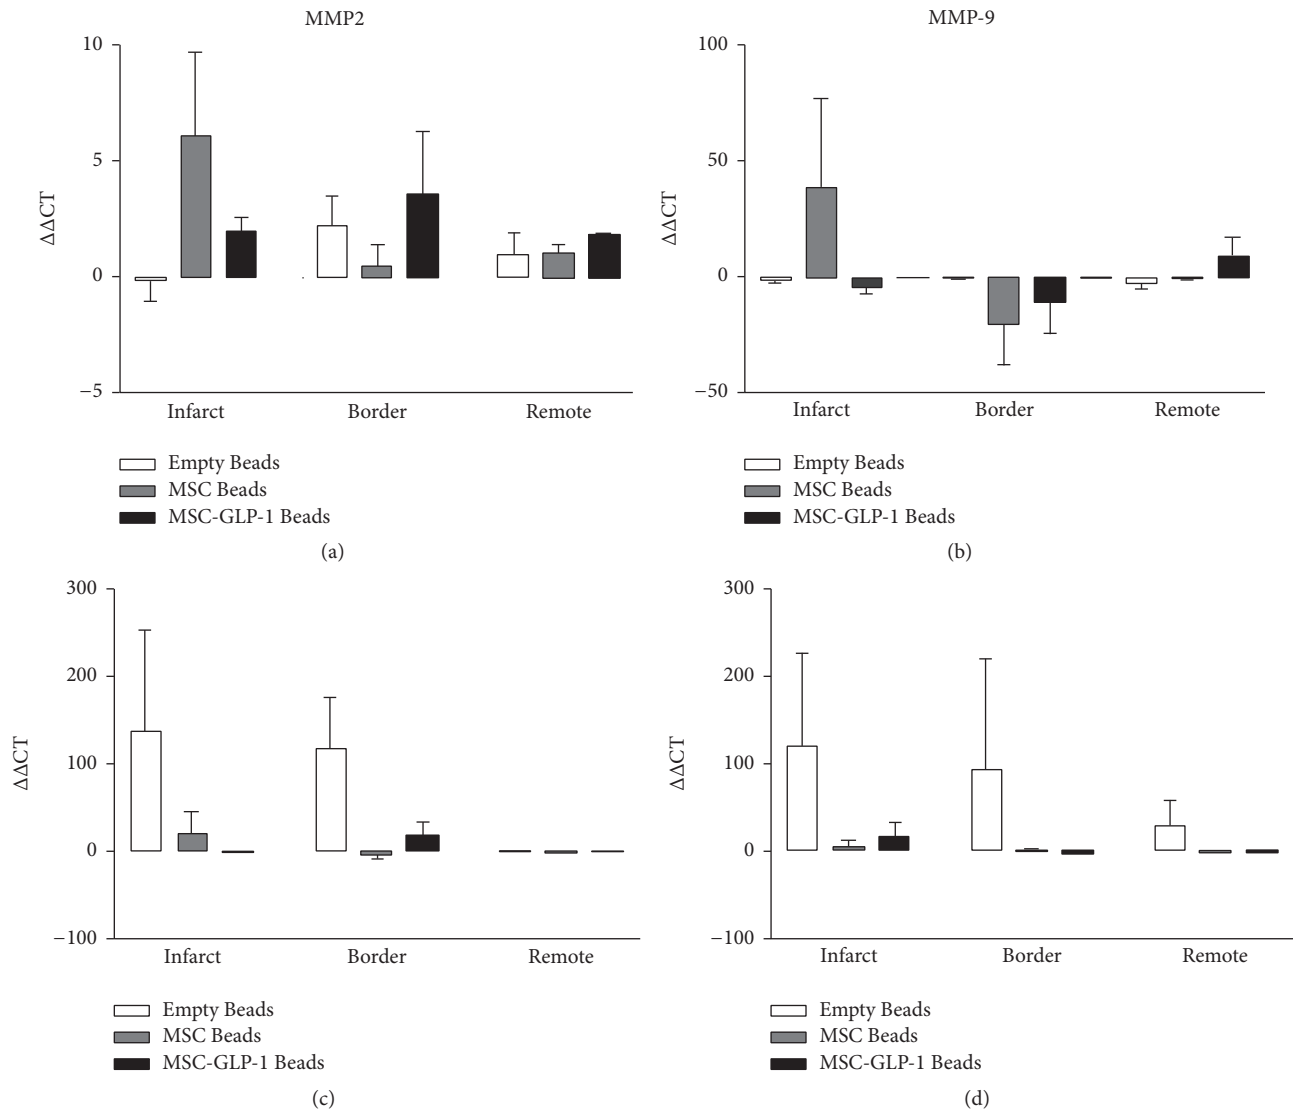 MMP2
10
5
0
−5
ΔΔCT
Infarct Border Remote
Empty Beads
MSC Beads
MSC-GLP-1 Beads
(a)
MMP-9
100
50
0
−50
ΔΔCT
Infarct Border Remote
Empty Beads
MSC Beads
MSC-GLP-1 Beads
(b)
300
200
100
0
−100
ΔΔCT
Infarct Border Remote
Empty Beads
MSC Beads
MSC-GLP-1 Beads
(c)
300
200
100
0
−100
ΔΔCT
Infarct Border Remote
Empty Beads
MSC Beads
MSC-GLP-1 Beads
(d)